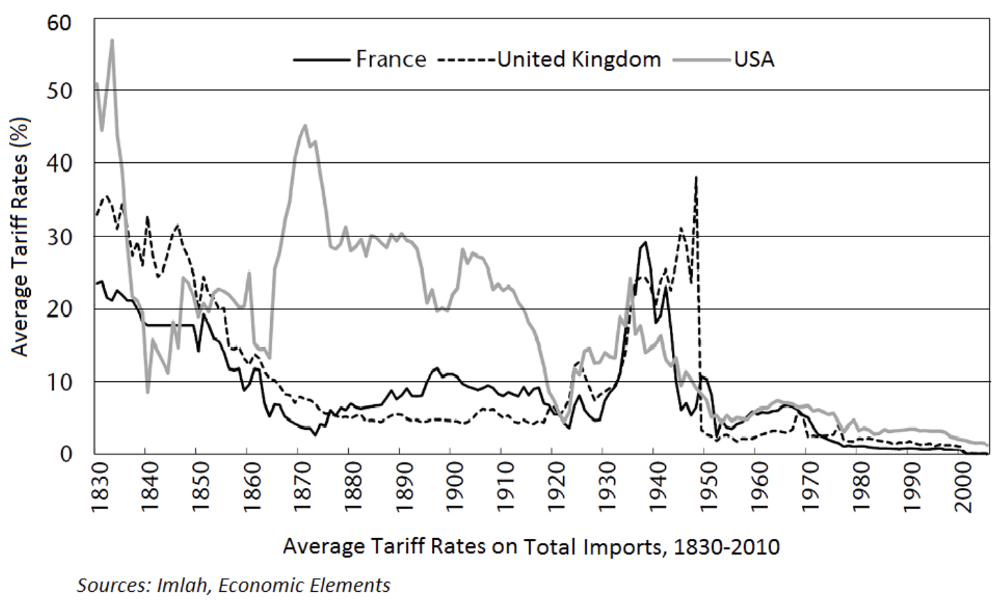 60
France United Kingdom USA
50
40
30
20
10
0
Average Tariff Rates (%)
1830 1840 1850 1860 1870 1880 1890 1900 1910 1920 1930 1940 1950 1960 1970 1980 1990 2000
Average Tariff Rates on Total Imports, 1830-2010
Sources: Imlah, Economic Elements